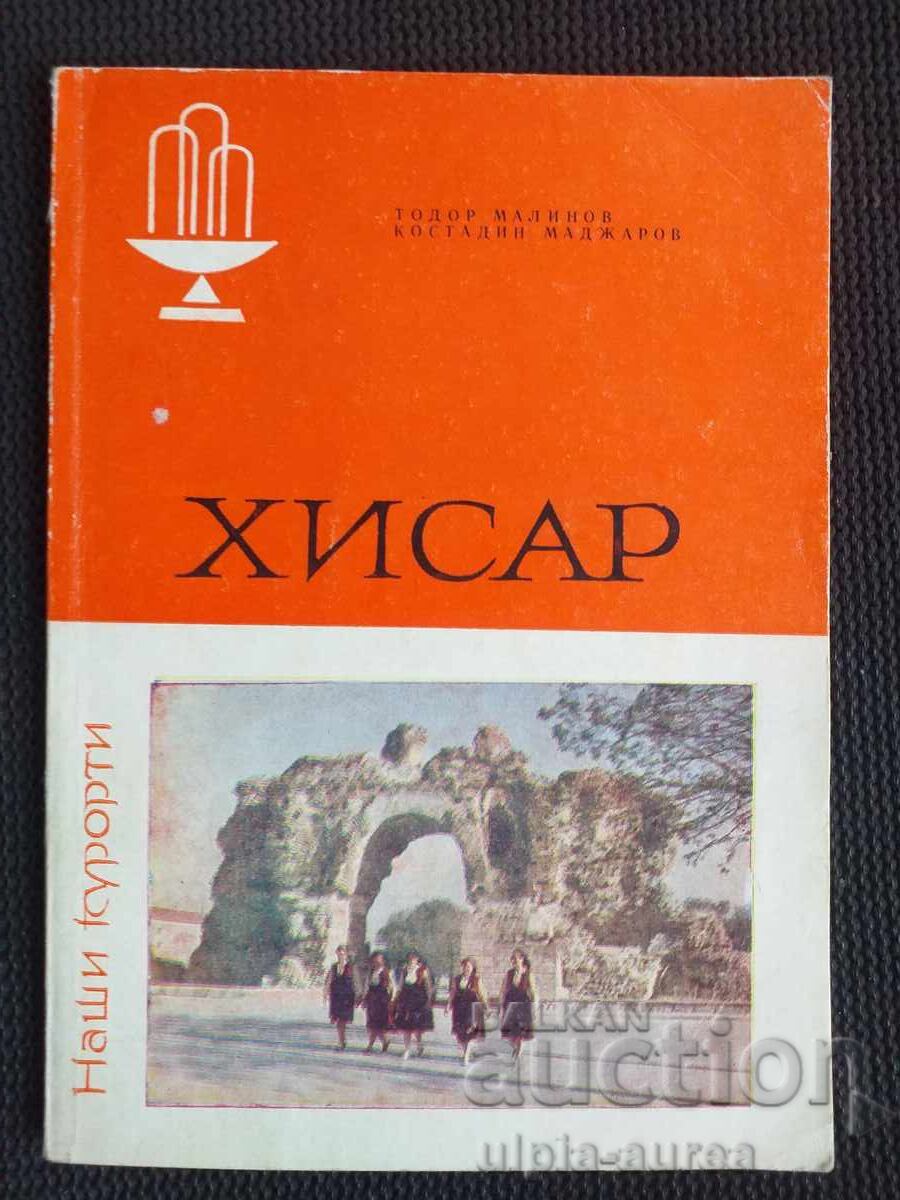 ТОДОР МАЛИНОВ
КОСТАДИН МАДЖАРОВ
ХИСАР
Наши курорти
BALKAN
auction
ulpia-aurea